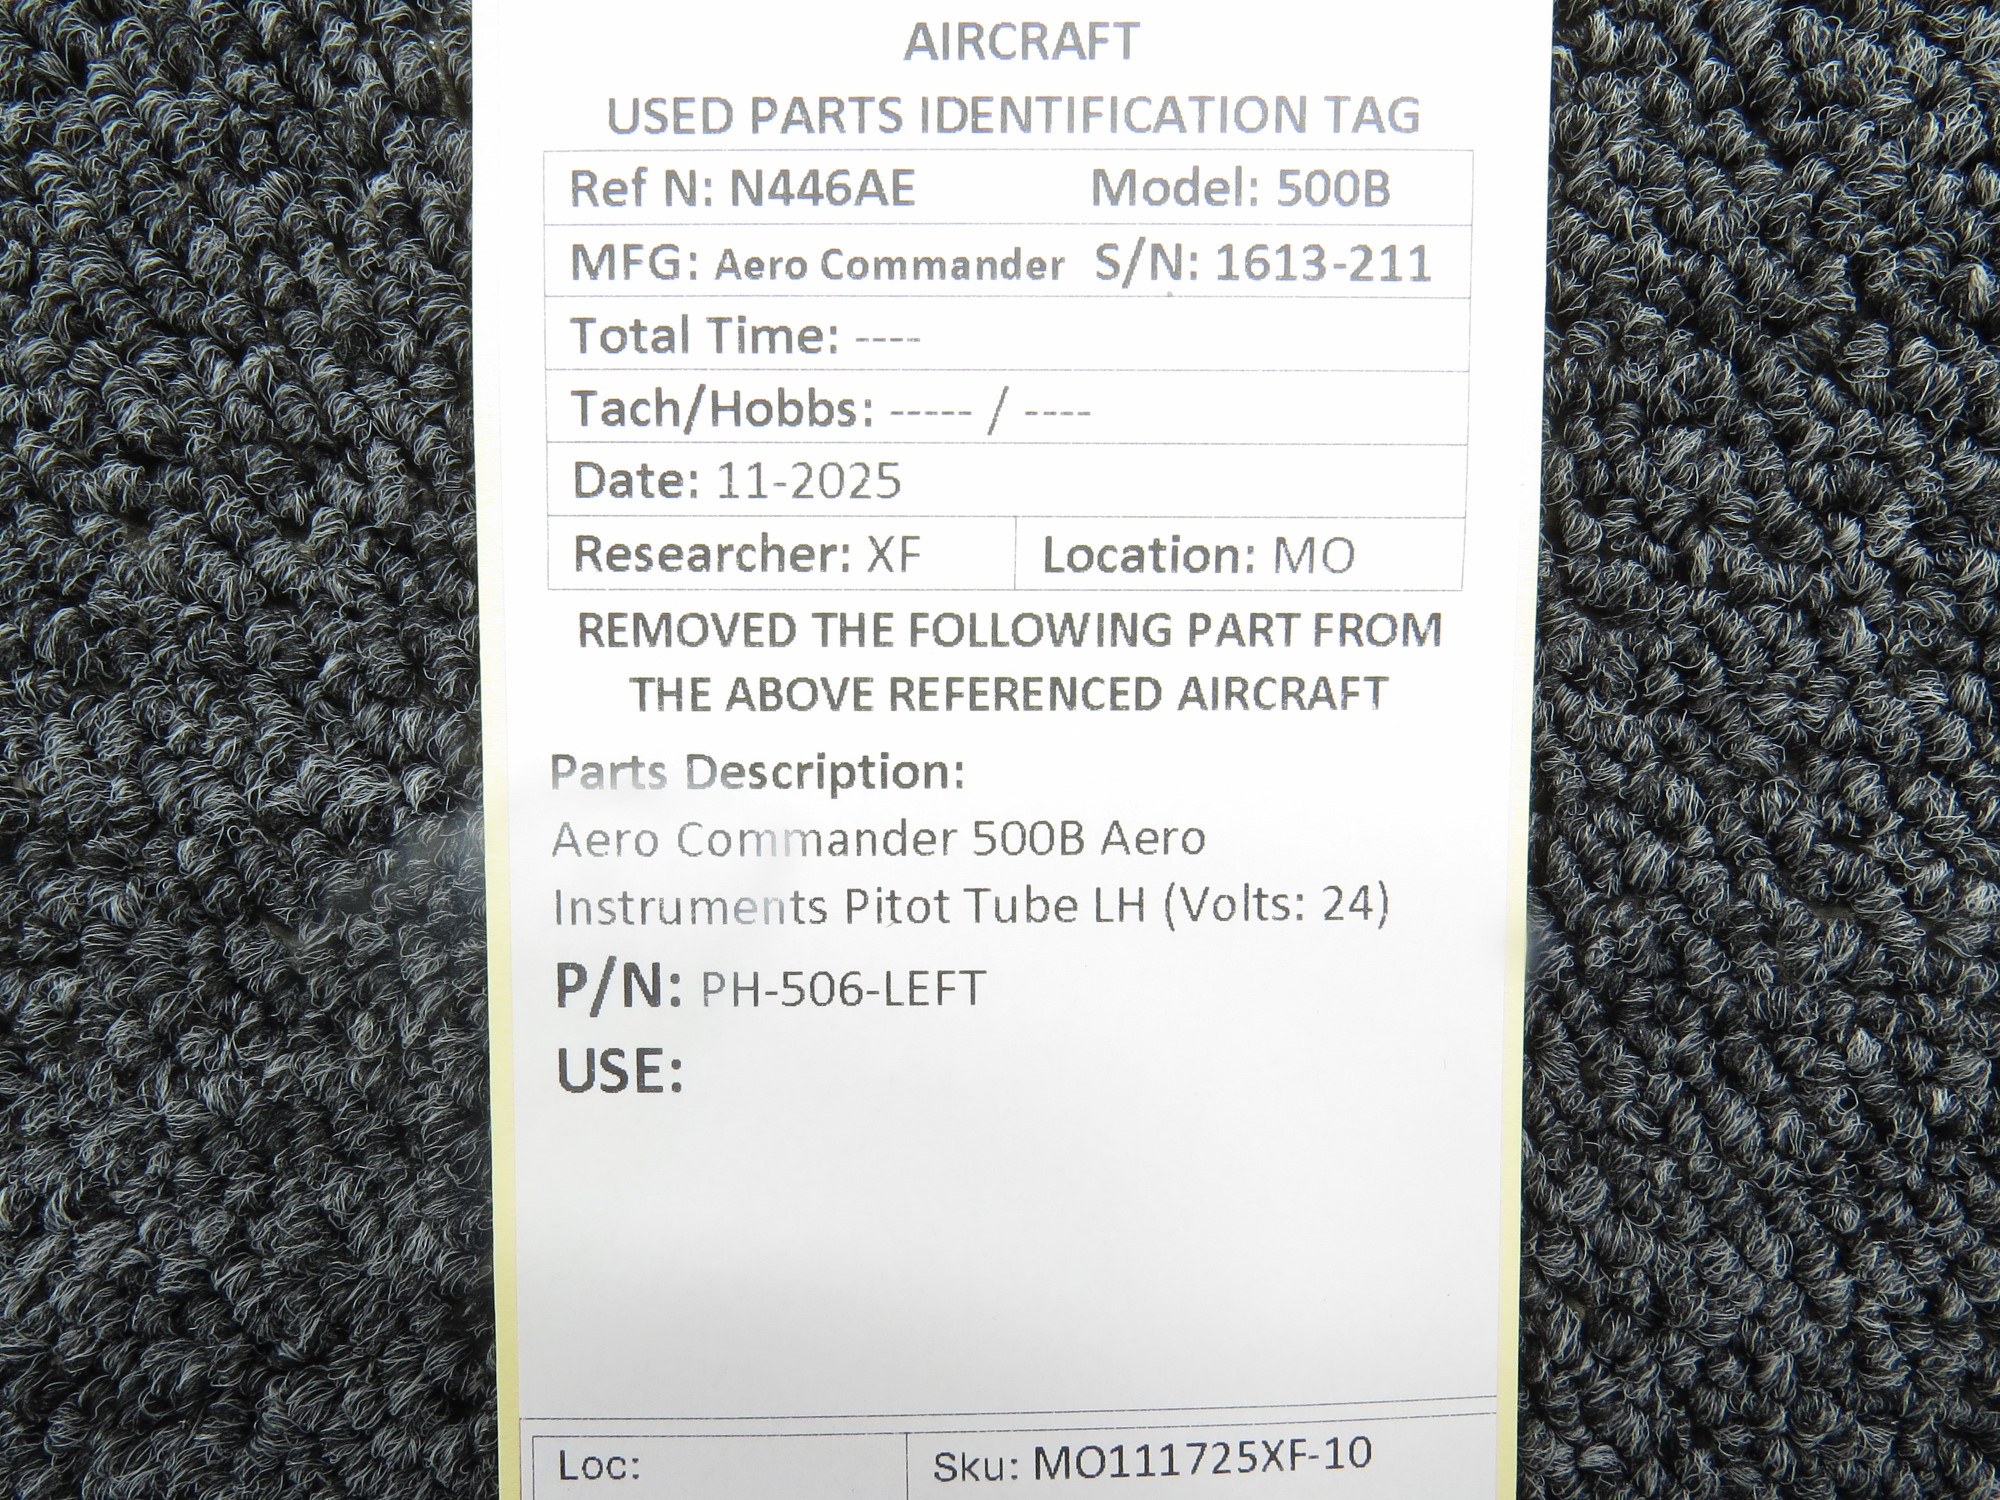 AIRCRAFT
USED PARTS IDENTIFICATION TAG
Ref N: N446AE Model: 500B
MFG: Aero Commander S/N: 1613-211
Total Time: ----
Tach/Hobbs: ----- / ----
Date: 11-2025
Researcher: XF Location: MO
REMOVED THE FOLLOWING PART FROM
THE ABOVE REFERENCED AIRCRAFT
Parts Description:
Aero Commander 500B Aero
Instruments Pitot Tube LH (Volts: 24)
P/N: PH-506-LEFT
USE:
Loc: Sku: MO111725XF-10